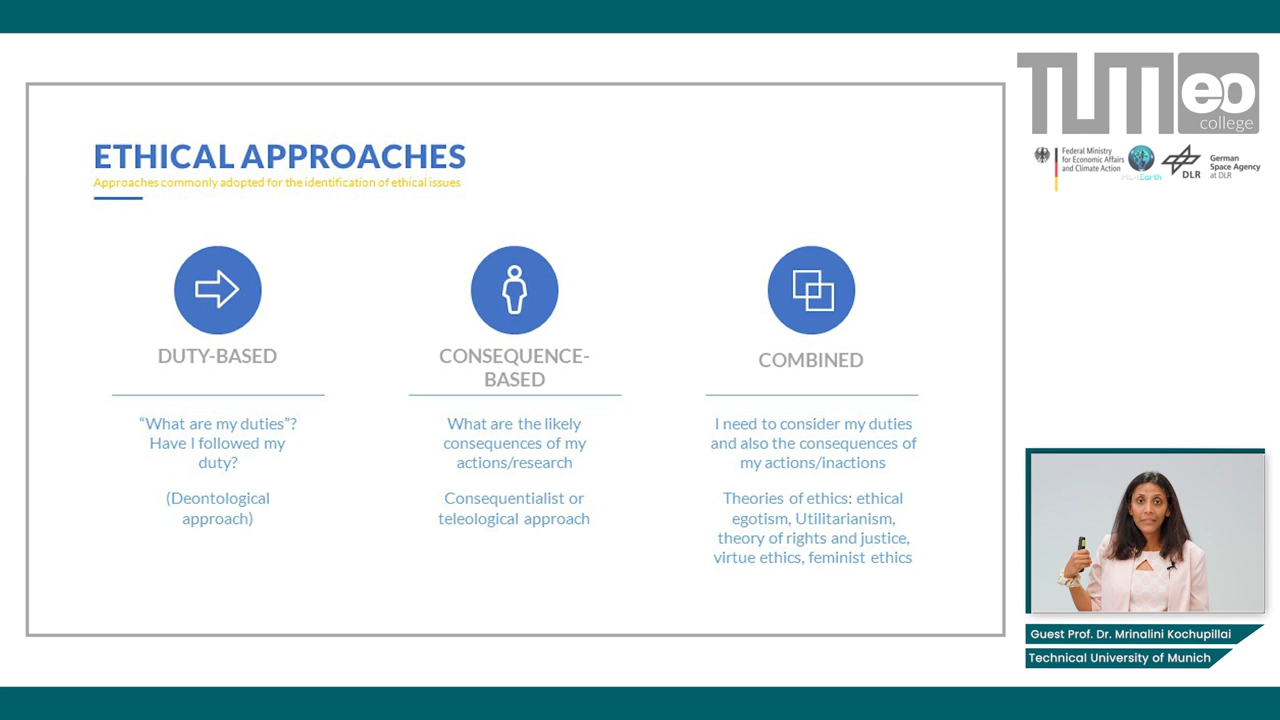 ETHICAL APPROACHES
Approaches commonly adopted for the identification of ethical issues
DUTY-BASED
“What are my duties”?
Have I followed my
duty?
(Deontological
approach)
CONSEQUENCE-
BASED
What are the likely
consequences of my
actions/research
Consequentialist or
teleological approach
COMBINED
I need to consider my duties
and also the consequences of
my actions/inactions
Theories of ethics: ethical
egotism, Utilitarianism,
theory of rights and justice,
virtue ethics, feminist ethics
TUM
eo
college
Federal Ministry
for Economic Affairs
and Climate Action
ML4Earth
DLR
German
Space Agency
at DLR
Guest Prof. Dr. Mrinalini Kochupillai
Technical University of Munich